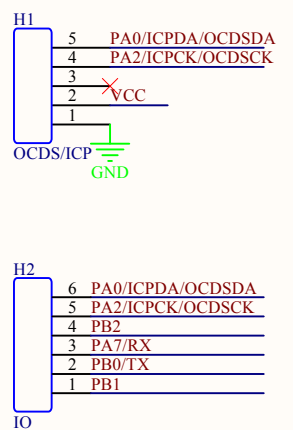 H1
5 PA0/ICPDA/OCDSDA
4 PA2/ICPCK/OCDSCK
3
2 VCC
1
OCDS/ICP
GND
H2
6 PA0/ICPDA/OCDSDA
5 PA2/ICPCK/OCDSCK
4 PB2
3 PA7/RX
2 PB0/TX
1 PB1
IO